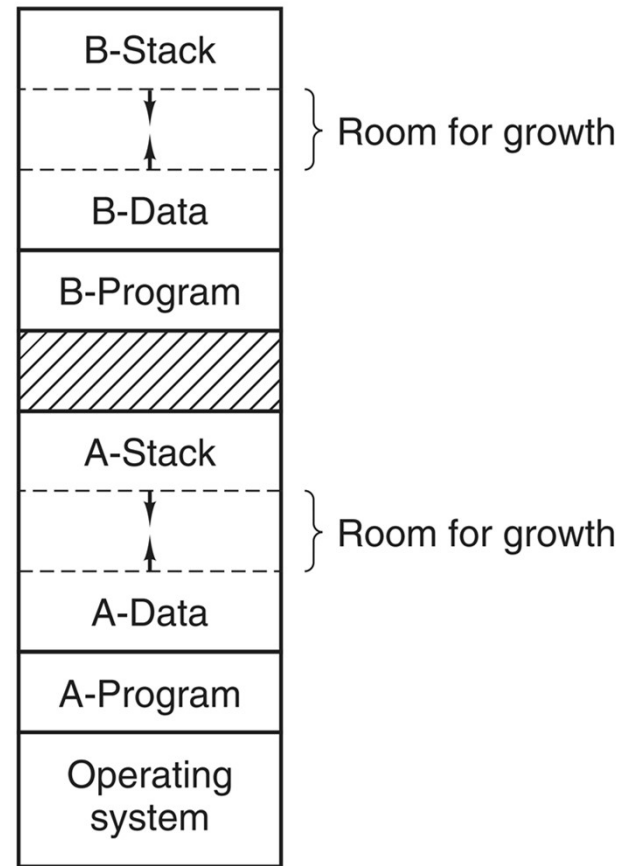 B-Stack
Room for growth
B-Data
B-Program
A-Stack
Room for growth
A-Data
A-Program
Operating
system